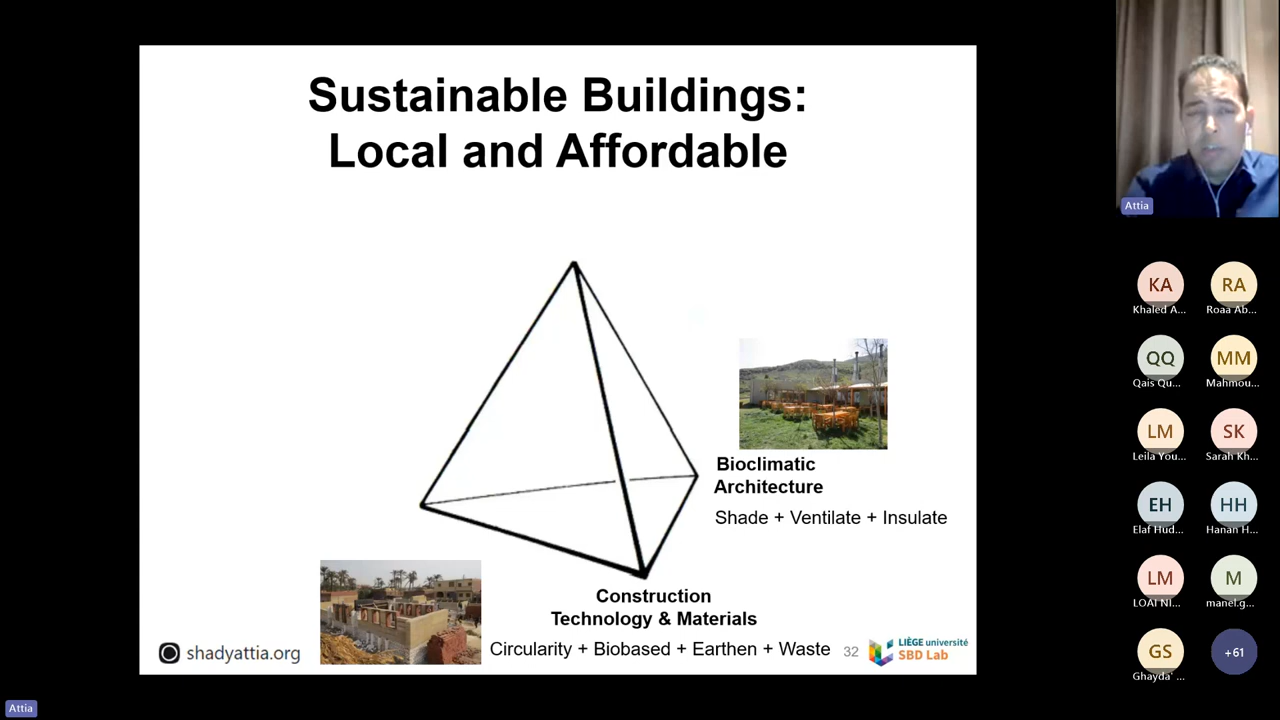 Sustainable Buildings:
Local and Affordable
Bioclimatic
Architecture
Shade + Ventilate + Insulate
Construction
Technology & Materials
Circularity + Biobased + Earthen + Waste
shadyattia.org
32
LIÈGE université
SBD Lab
Attia
KA
Khaled A...
RA
Roaa Ab...
QQ
Qais Qu...
MM
Mahmou...
LM
Leila You...
SK
Sarah Kh...
EH
Elaf Hud...
HH
Hanan H...
LM
LOAI NI...
M
manel.g...
GS
Ghayda' ...
+61
Attia